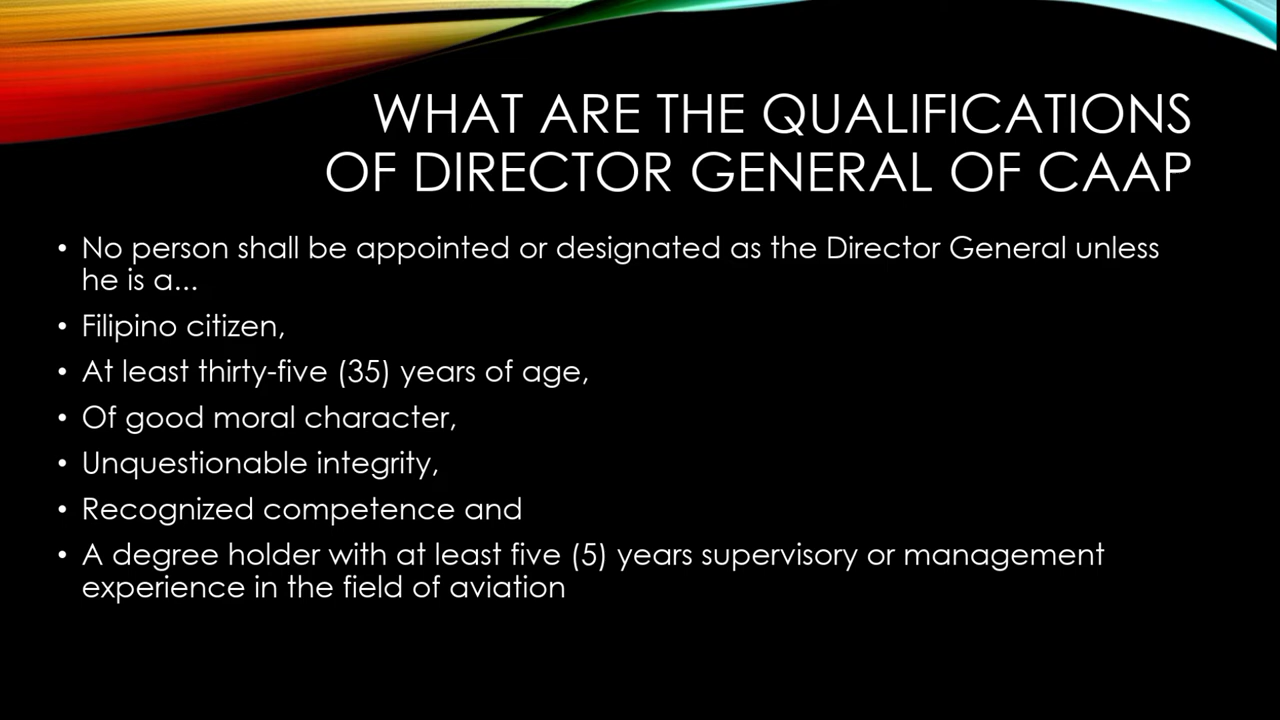 WHAT ARE THE QUALIFICATIONS
OF DIRECTOR GENERAL OF CAAP
• No person shall be appointed or designated as the Director General unless
he is a...
• Filipino citizen,
• At least thirty-five (35) years of age,
• Of good moral character,
• Unquestionable integrity,
• Recognized competence and
• A degree holder with at least five (5) years supervisory or management
experience in the field of aviation